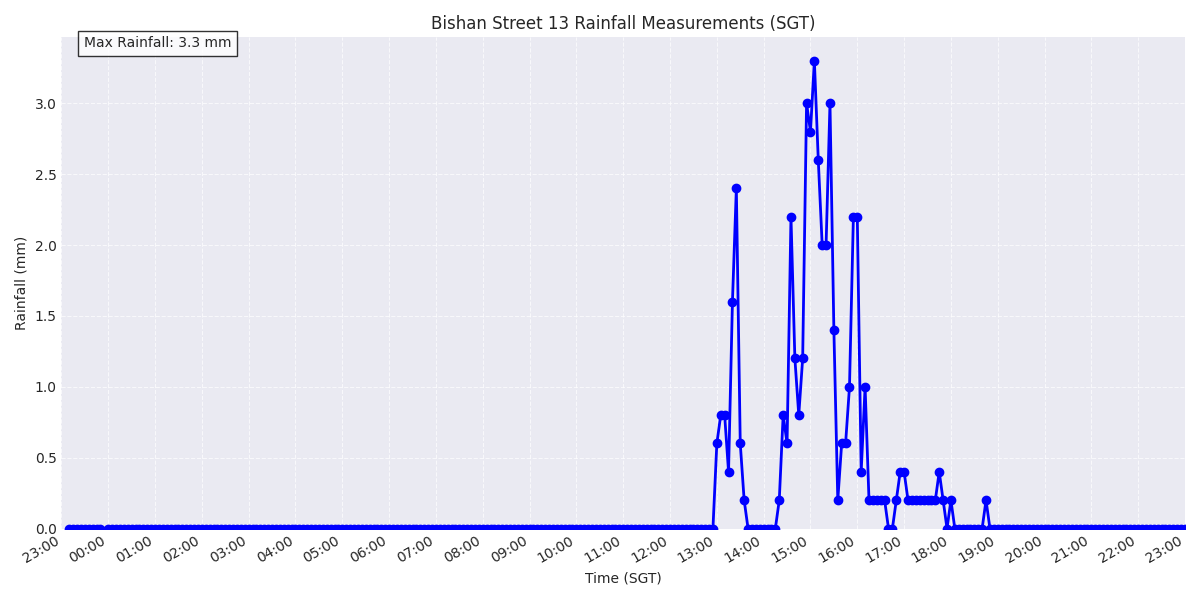 Bishan Street 13 Rainfall Measurements (SGT)
Max Rainfall: 3.3 mm
Rainfall (mm)
3.0
2.5
2.0
1.5
1.0
0.5
0.0
23:00 00:00 01:00 02:00 03:00 04:00 05:00 06:00 07:00 08:00 09:00 10:00 11:00 12:00 13:00 14:00 15:00 16:00 17:00 18:00 19:00 20:00 21:00 22:00 23:00
Time (SGT)